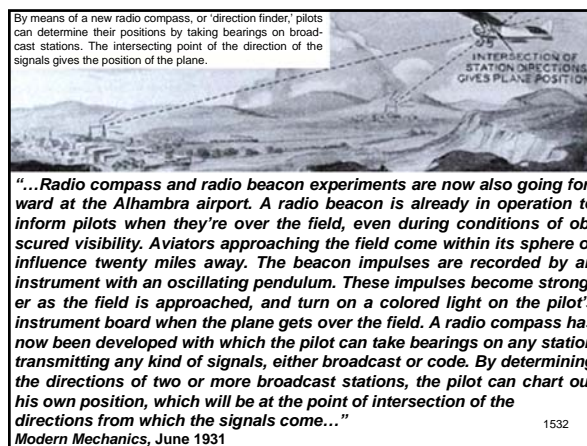 By means of a new radio compass, or ‘direction finder,’ pilots
can determine their positions by taking bearings on broad-
cast stations. The intersecting point of the direction of the
signals gives the position of the plane.
INTERSECTION OF
STATION DIRECTIONS
GIVES PLANE POSITION
“…Radio compass and radio beacon experiments are now also going for
ward at the Alhambra airport. A radio beacon is already in operation t
inform pilots when they’re over the field, even during conditions of ob
scured visibility. Aviators approaching the field come within its sphere o
influence twenty miles away. The beacon impulses are recorded by a
instrument with an oscillating pendulum. These impulses become strong
er as the field is approached, and turn on a colored light on the pilot’
instrument board when the plane gets over the field. A radio compass ha
now been developed with which the pilot can take bearings on any station
transmitting any kind of signals, either broadcast or code. By determining
the directions of two or more broadcast stations, the pilot can chart ou
his own position, which will be at the point of intersection of the
directions from which the signals come…”
Modern Mechanics, June 1931
1532